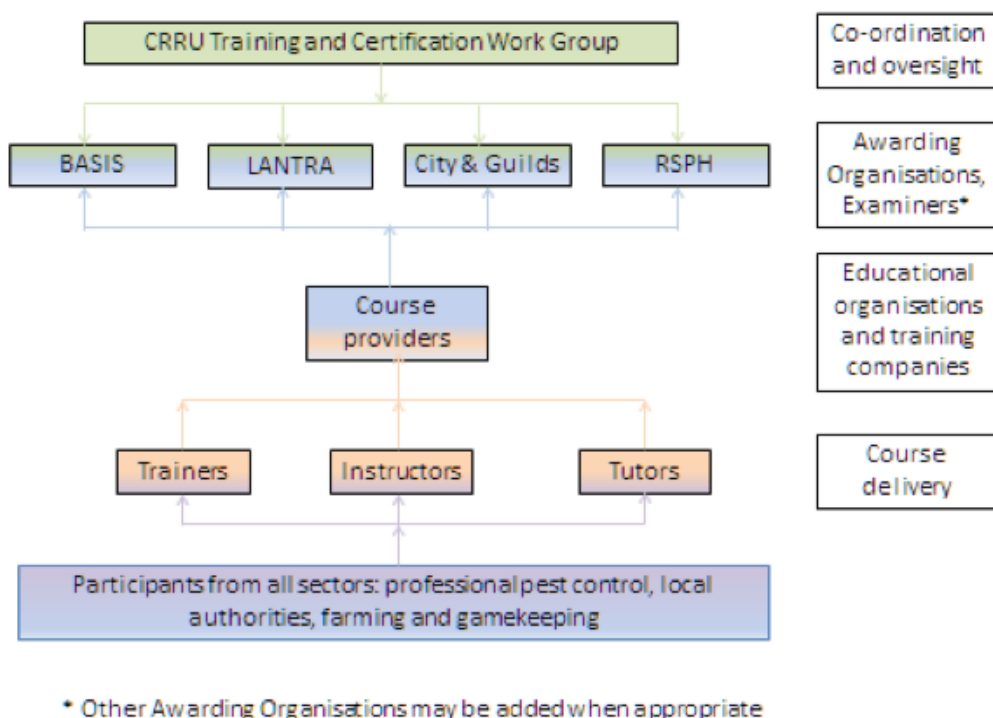 CRRU Training and Certification Work Group
Co-ordination
and oversight
BASIS
LANTRA
City & Guilds
RSPH
Awarding
Organisations,
Examiners*
Course
providers
Educational
organisations
and training
companies
Trainers
Instructors
Tutors
Course
delivery
Participants from all sectors: professional pest control, local
authorities, farming and gamekeeping
* Other Awarding Organisations may be added when appropriate